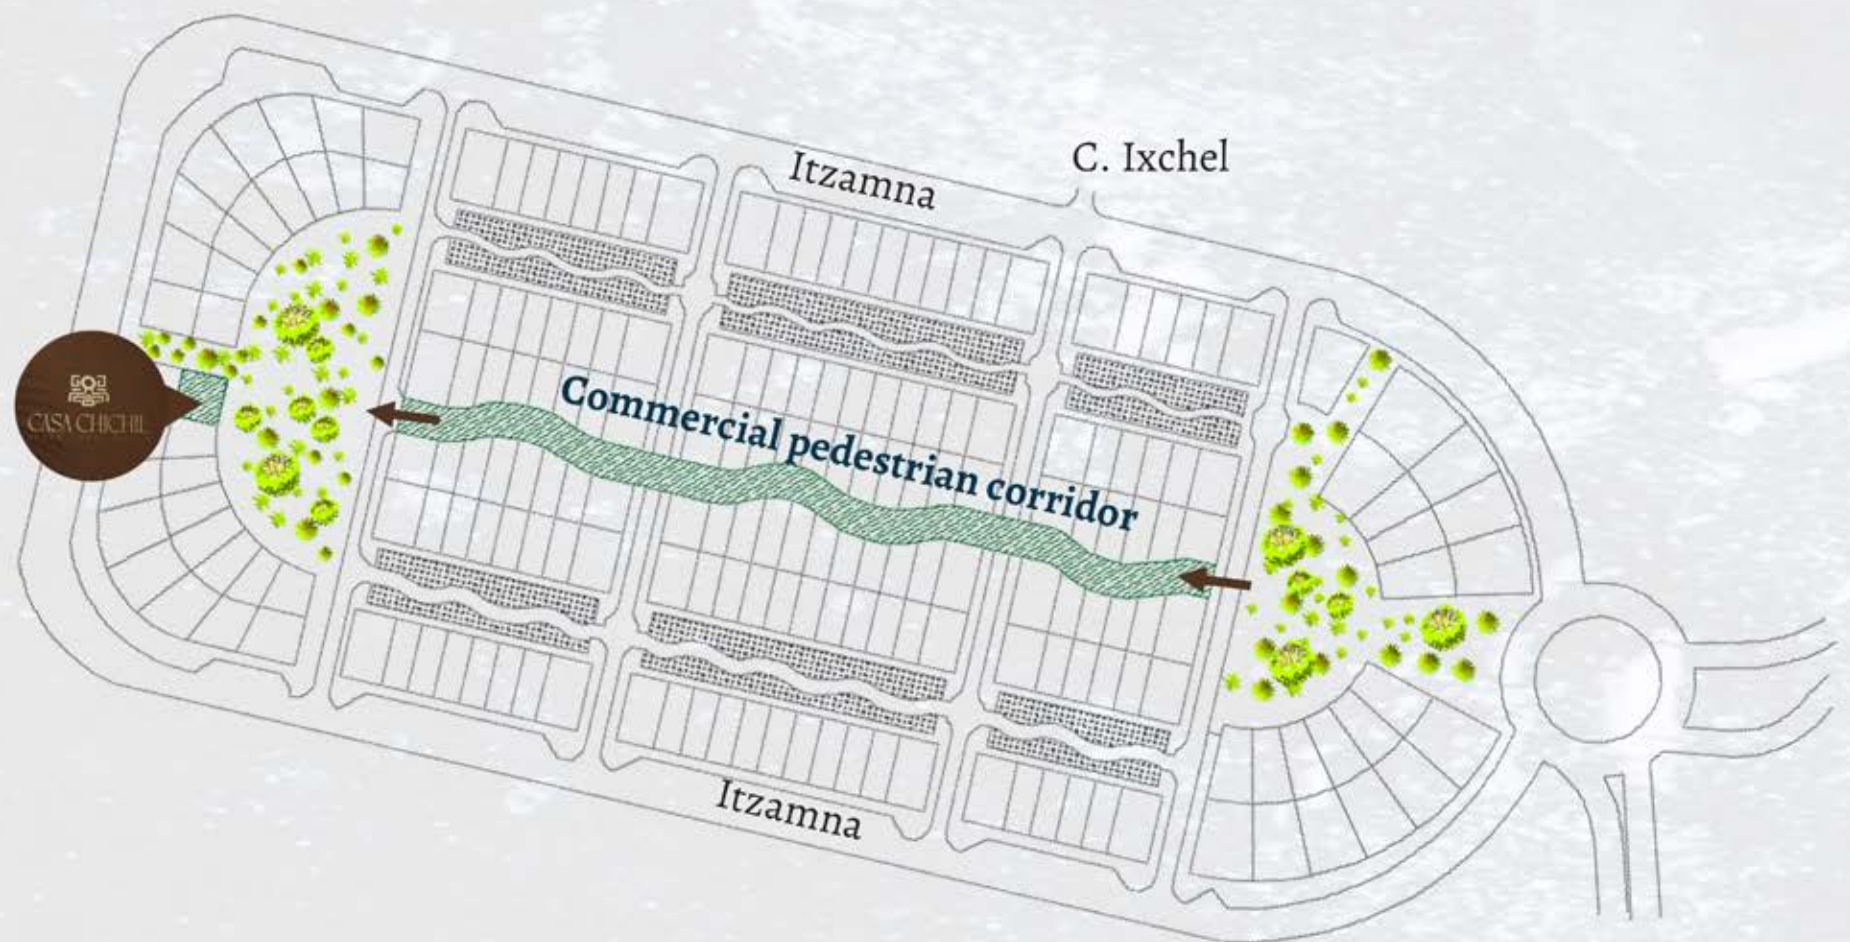 Itzamna
C. Ixchel
Commercial pedestrian corridor
CASA CHICHIL
Itzamna